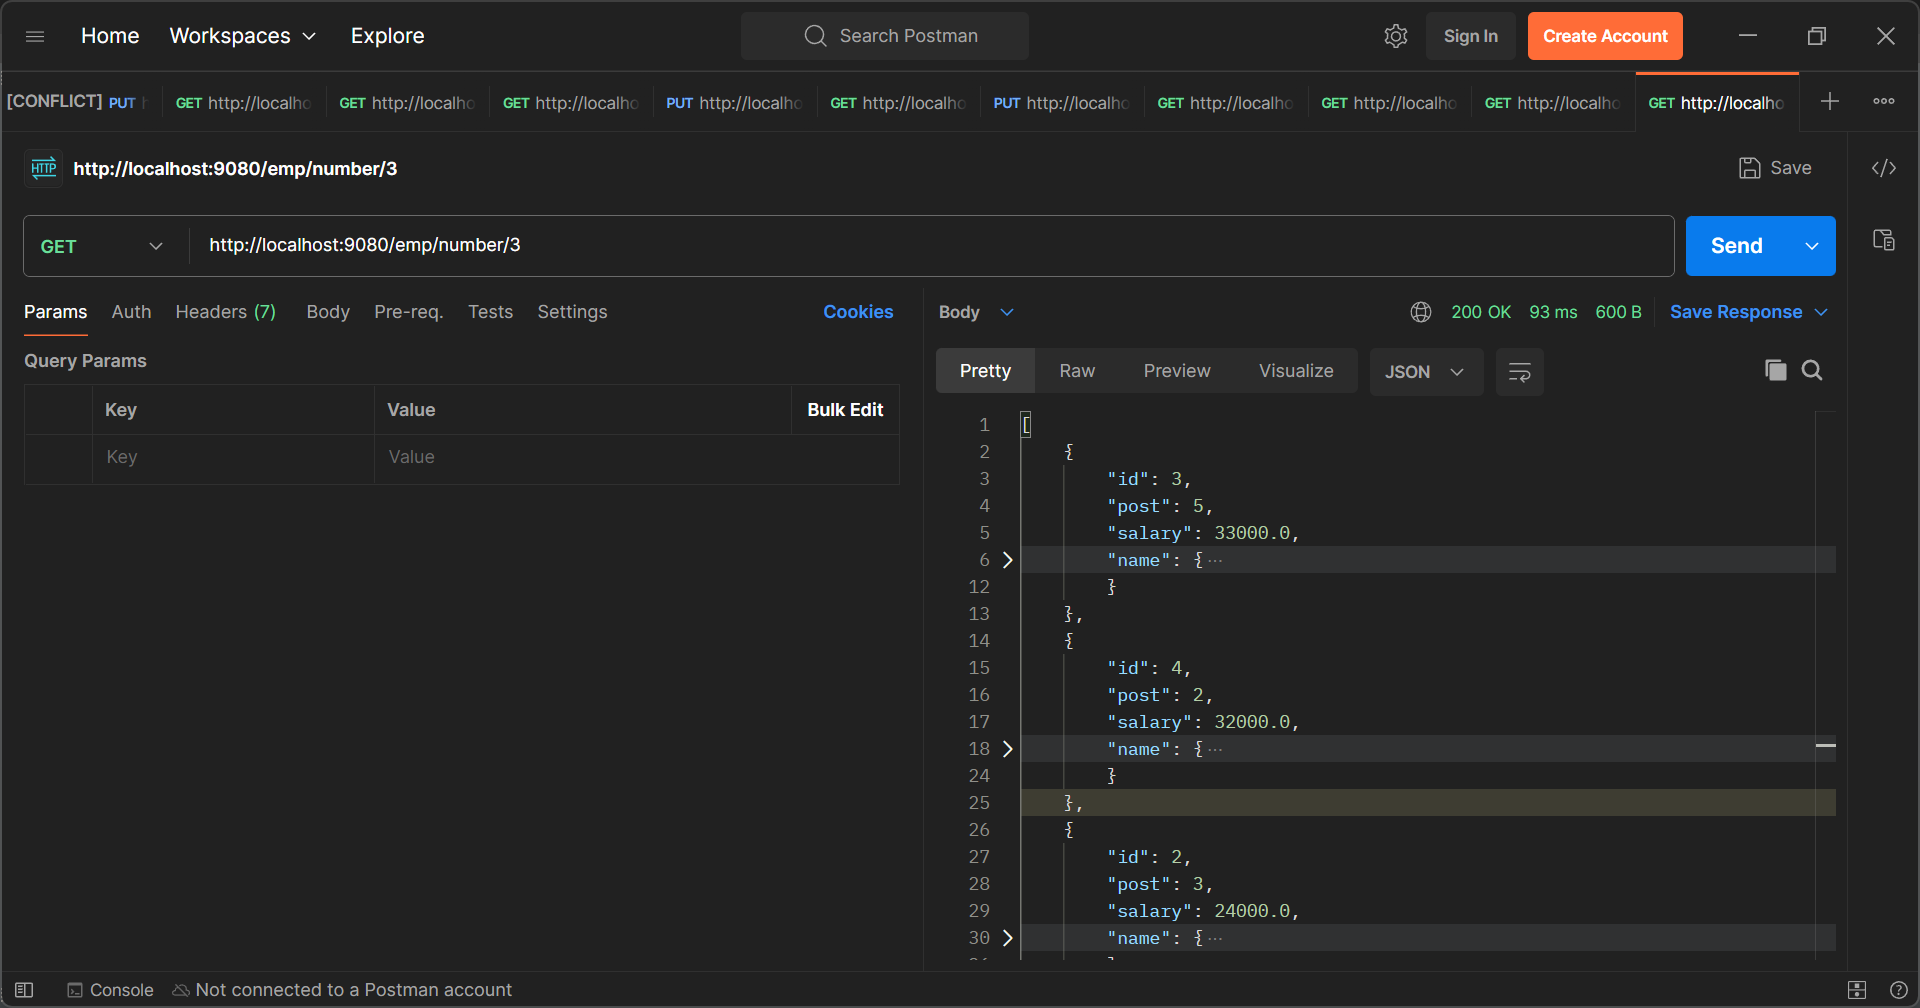 Home Workspaces Explore Search Postman Sign In Create Account
[CONFLICT] PUT GET http://localho GET http://localho GET http://localho PUT http://localho GET http://localho PUT http://localho GET http://localho GET http://localho GET http://localho GET http://localho
HTTP http://localhost:9080/emp/number/3 Save
GET http://localhost:9080/emp/number/3 Send
Params Auth Headers (7) Body Pre-req. Tests Settings Cookies
Query Params
Key Value Bulk Edit
Key Value
Body 200 OK 93 ms 600 B Save Response
Pretty Raw Preview Visualize JSON
1 [
2 {
3 "id": 3,
4 "post": 5,
5 "salary": 33000.0,
6 "name": { ...
12 }
13 },
14 {
15 "id": 4,
16 "post": 2,
17 "salary": 32000.0,
18 "name": { ...
24 }
25 },
26 {
27 "id": 2,
28 "post": 3,
29 "salary": 24000.0,
30 "name": { ...
Console Not connected to a Postman account